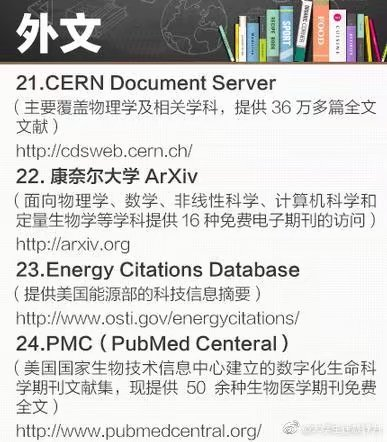 外文
21.CERN Document Server
（主要覆盖物理学及相关学科，提供 36 万多篇全文
文献）
http://cdsweb.cern.ch/
22. 康奈尔大学 ArXiv
（面向物理学、数学、非线性科学、计算机科学和
定量生物学等学科提供 16 种免费电子期刊的访问）
http://arxiv.org
23.Energy Citations Database
（提供美国能源部的科技信息摘要）
http://www.osti.gov/energycitations/
24.PMC（PubMed Centeral）
（美国国家生物技术信息中心建立的数字化生命科
学期刊文献集，现提供 50 余种生物医学期刊免费
全文）
http://www.pubmedcentral.org/
SPORT
FOOD
CUISINE